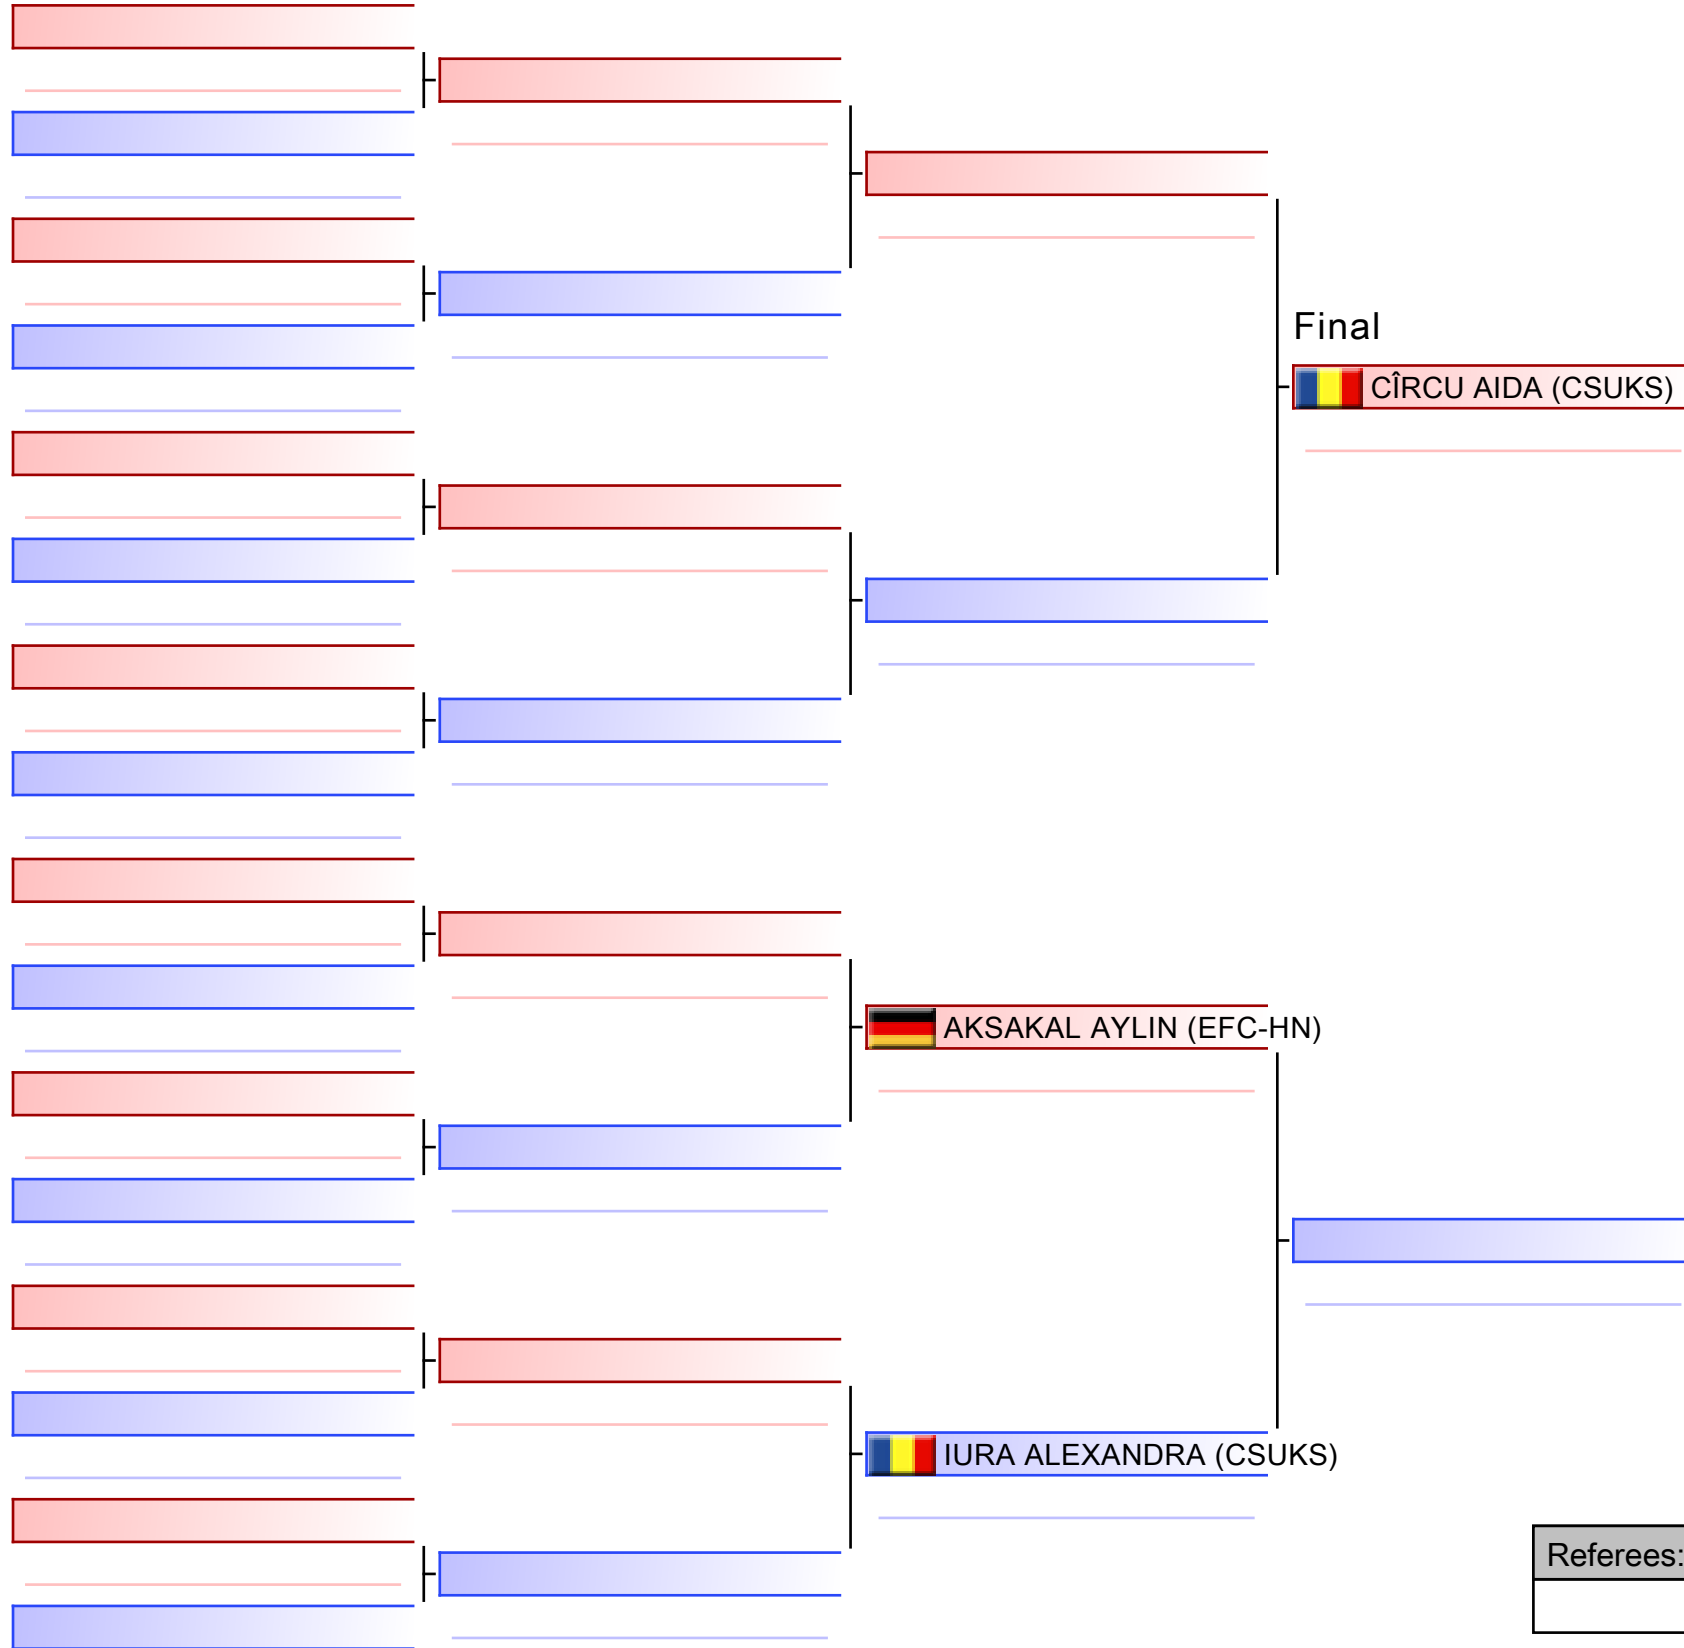 Final
CÎRCU AIDA (CSUKS)
AKSAKAL AYLIN (EFC-HN)
IURA ALEXANDRA (CSUKS)
Referees: